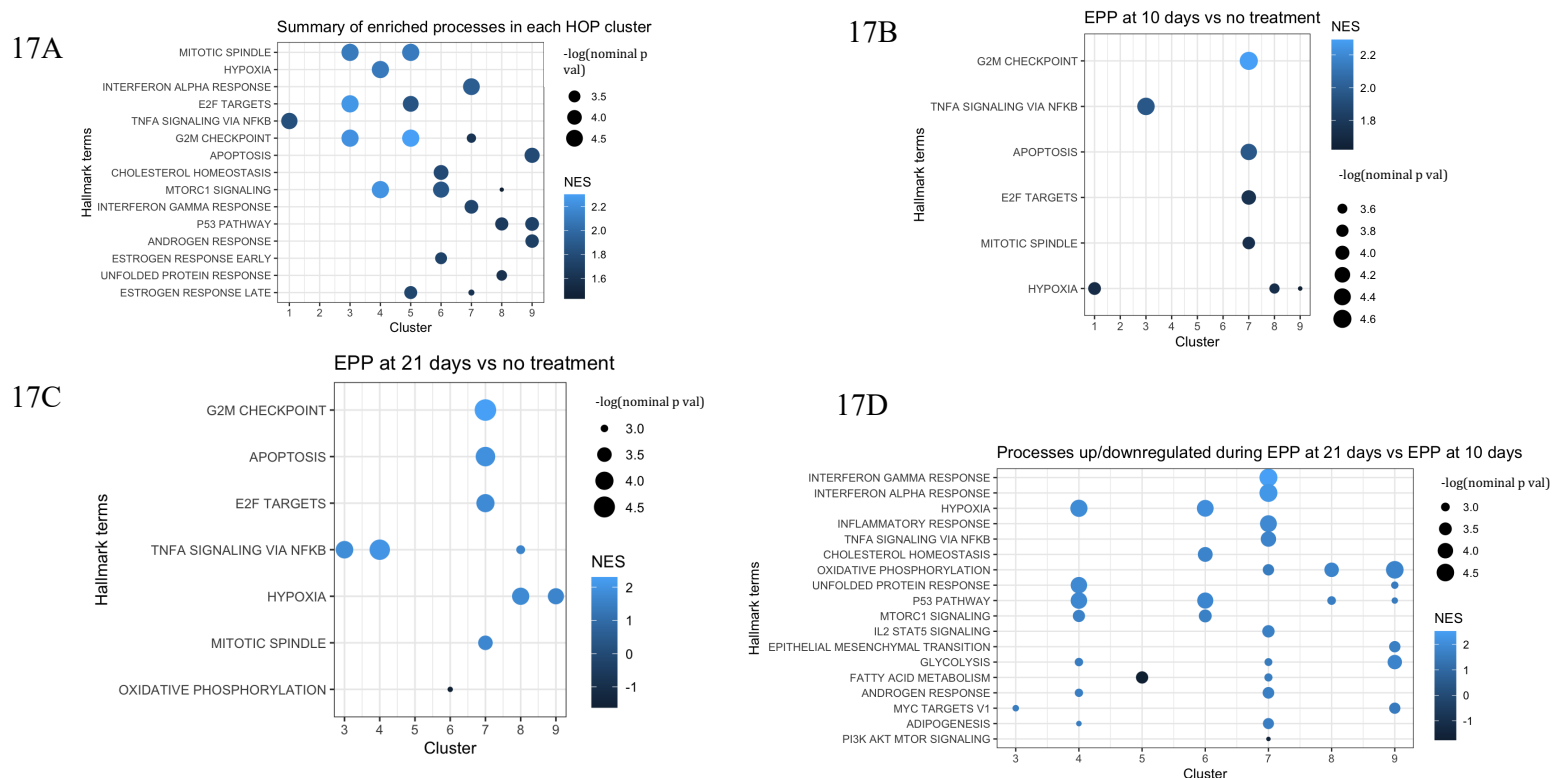 17A
Summary of enriched processes in each HOP cluster
MITOTIC SPINDLE
HYPOXIA
INTERFERON ALPHA RESPONSE
E2F TARGETS
TNFA SIGNALING VIA NFKB
G2M CHECKPOINT
APOPTOSIS
CHOLESTEROL HOMEOSTASIS
MTORC1 SIGNALING
INTERFERON GAMMA RESPONSE
P53 PATHWAY
ANDROGEN RESPONSE
ESTROGEN RESPONSE EARLY
UNFOLDED PROTEIN RESPONSE
ESTROGEN RESPONSE LATE
Hallmark terms
1 2 3 4 5 6 7 8 9
Cluster
-log(nominal p
val)
3.5
4.0
4.5
NES
2.2
2.0
1.8
1.6
17B
EPP at 10 days vs no treatment
G2M CHECKPOINT
TNFA SIGNALING VIA NFKB
APOPTOSIS
E2F TARGETS
MITOTIC SPINDLE
HYPOXIA
Hallmark terms
1 2 3 4 5 6 7 8 9
Cluster
NES
2.2
2.0
1.8
-log(nominal p val)
3.6
3.8
4.0
4.2
4.4
4.6
17C
EPP at 21 days vs no treatment
G2M CHECKPOINT
APOPTOSIS
E2F TARGETS
TNFA SIGNALING VIA NFKB
HYPOXIA
MITOTIC SPINDLE
OXIDATIVE PHOSPHORYLATION
Hallmark terms
3 4 5 6 7 8 9
Cluster
-log(nominal p val)
3.0
3.5
4.0
4.5
NES
2
1
0
-1
17D
Processes up/downregulated during EPP at 21 days vs EPP at 10 days
INTERFERON GAMMA RESPONSE
INTERFERON ALPHA RESPONSE
HYPOXIA
INFLAMMATORY RESPONSE
TNFA SIGNALING VIA NFKB
CHOLESTEROL HOMEOSTASIS
OXIDATIVE PHOSPHORYLATION
UNFOLDED PROTEIN RESPONSE
P53 PATHWAY
MTORC1 SIGNALING
IL2 STAT5 SIGNALING
EPITHELIAL MESENCHYMAL TRANSITION
GLYCOLYSIS
FATTY ACID METABOLISM
ANDROGEN RESPONSE
MYC TARGETS V1
ADIPOGENESIS
PI3K AKT MTOR SIGNALING
Hallmark terms
3 4 5 6 7 8 9
Cluster
-log(nominal p val)
3.0
3.5
4.0
4.5
NES
2
1
0
-1